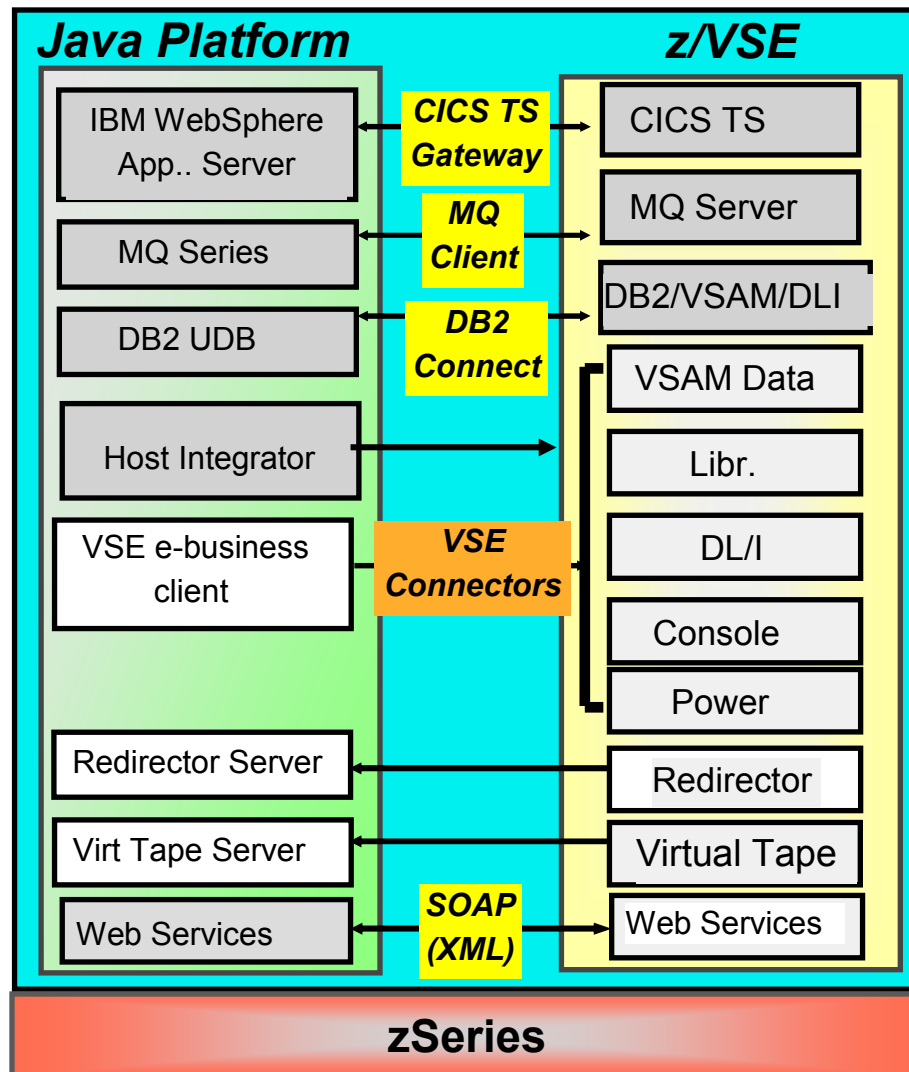 Java Platform
z/VSE
IBM WebSphere
App.. Server
CICS TS
Gateway
CICS TS
MQ Series
MQ
Client
MQ Server
DB2 UDB
DB2
Connect
DB2/VSAM/DLI
VSAM Data
Host Integrator
Libr.
VSE e-business
client
VSE
Connectors
DL/I
Console
Power
Redirector Server
Redirector
Virt Tape Server
Virtual Tape
Web Services
SOAP
(XML)
Web Services
zSeries